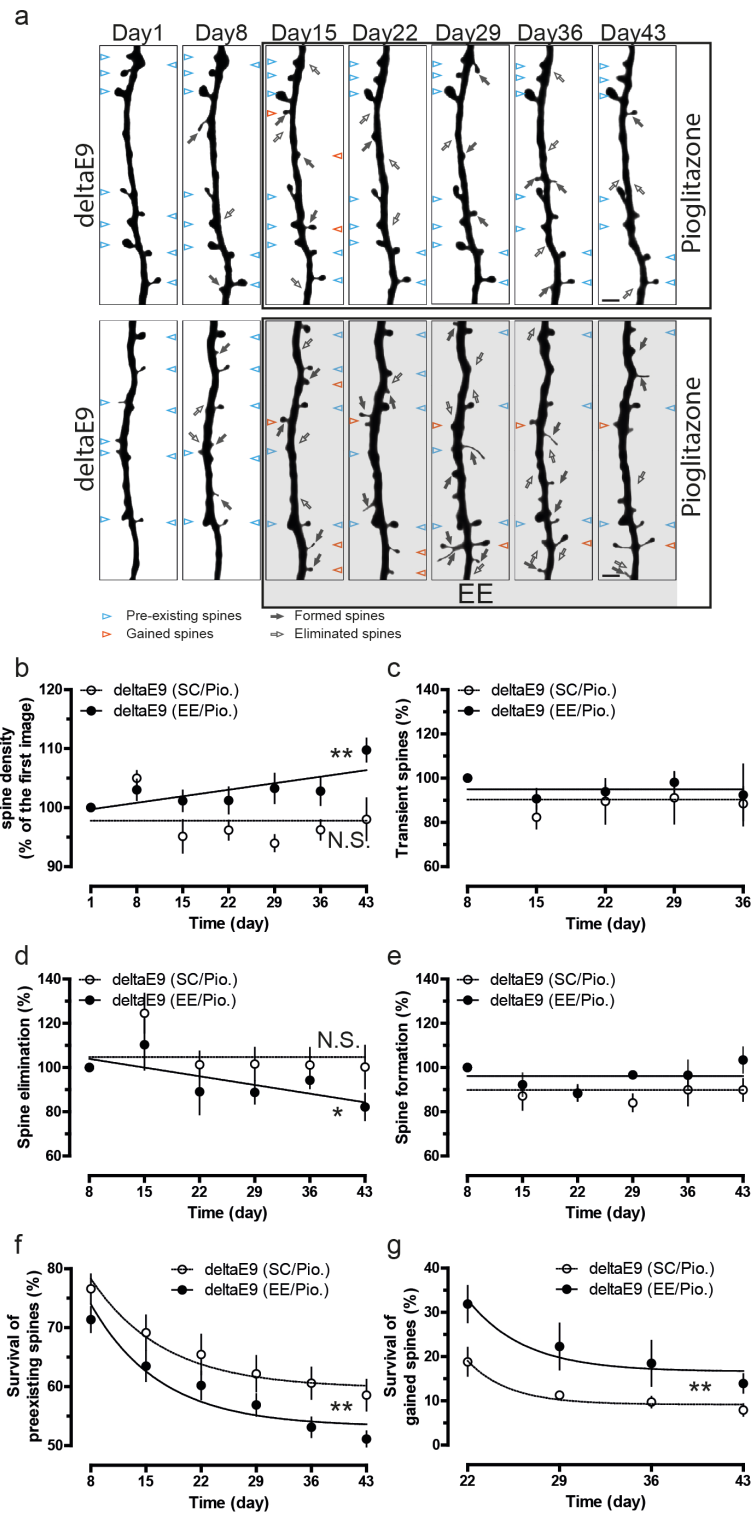 a
Day1 Day8 Day15 Day22 Day29 Day36 Day43
deltaE9
Pioglitazone
deltaE9
Pioglitazone
EE
Pre-existing spines
Formed spines
Gained spines
Eliminated spines
b
deltaE9 (SC/Pio.)
deltaE9 (EE/Pio.)
spine density
(% of the first image)
120
110
100
90
**
N.S.
1 8 15 22 29 36 43
Time (day)
c
deltaE9 (SC/Pio.)
deltaE9 (EE/Pio.)
Transient spines (%)
140
120
100
80
60
8 15 22 29 36
Time (day)
d
deltaE9 (SC/Pio.)
deltaE9 (EE/Pio.)
Spine elimination (%)
140
120
100
80
60
N.S.
*
8 15 22 29 36 43
Time (day)
e
deltaE9 (SC/Pio.)
deltaE9 (EE/Pio.)
Spine formation (%)
140
120
100
80
60
8 15 22 29 36 43
Time (day)
f
deltaE9 (SC/Pio.)
deltaE9 (EE/Pio.)
Survival of
preexisting spines (%)
80
70
60
50
**
8 15 22 29 36 43
Time (day)
g
deltaE9 (SC/Pio.)
deltaE9 (EE/Pio.)
Survival of
gained spines (%)
40
30
20
10
0
**
22 29 36 43
Time (day)